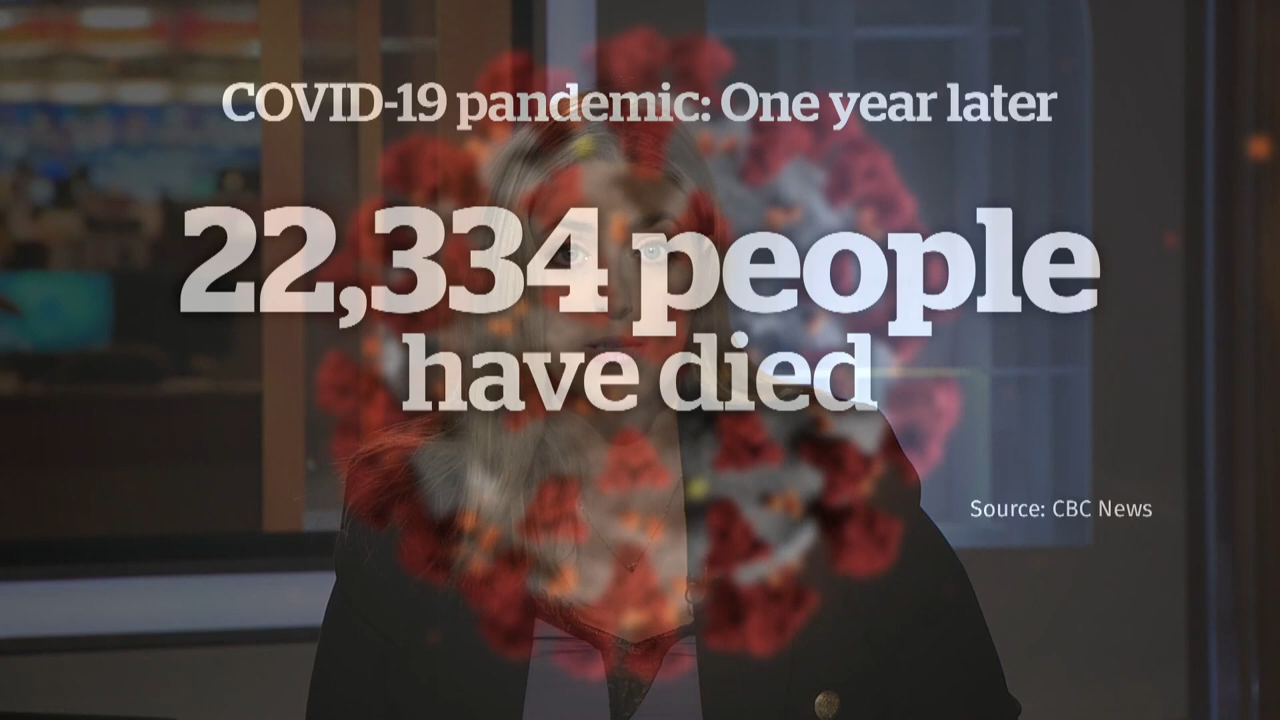 COVID-19 pandemic: One year later
22,334 people
have died
Source: CBC News